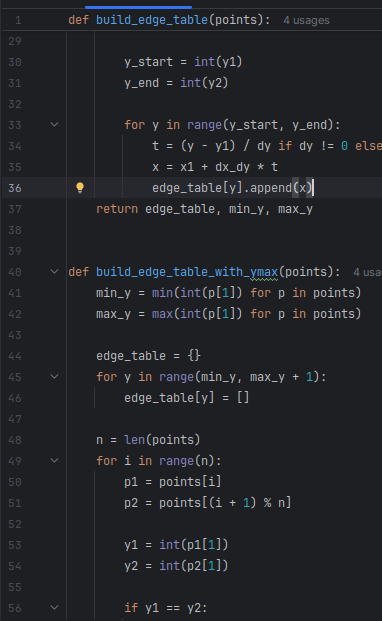 1 def build_edge_table(points): 4 usages
29
30 y_start = int(y1)
31 y_end = int(y2)
32
33 for y in range(y_start, y_end):
34 t = (y - y1) / dy if dy != 0 else
35 x = x1 + dx_dy * t
36 edge_table[y].append(x)
37 return edge_table, min_y, max_y
38
39
40 def build_edge_table_with_ymax(points): 4 usa
41 min_y = min(int(p[1]) for p in points)
42 max_y = max(int(p[1]) for p in points)
43
44 edge_table = {}
45 for y in range(min_y, max_y + 1):
46 edge_table[y] = []
47
48 n = len(points)
49 for i in range(n):
50 p1 = points[i]
51 p2 = points[(i + 1) % n]
52
53 y1 = int(p1[1])
54 y2 = int(p2[1])
55
56 if y1 == y2: